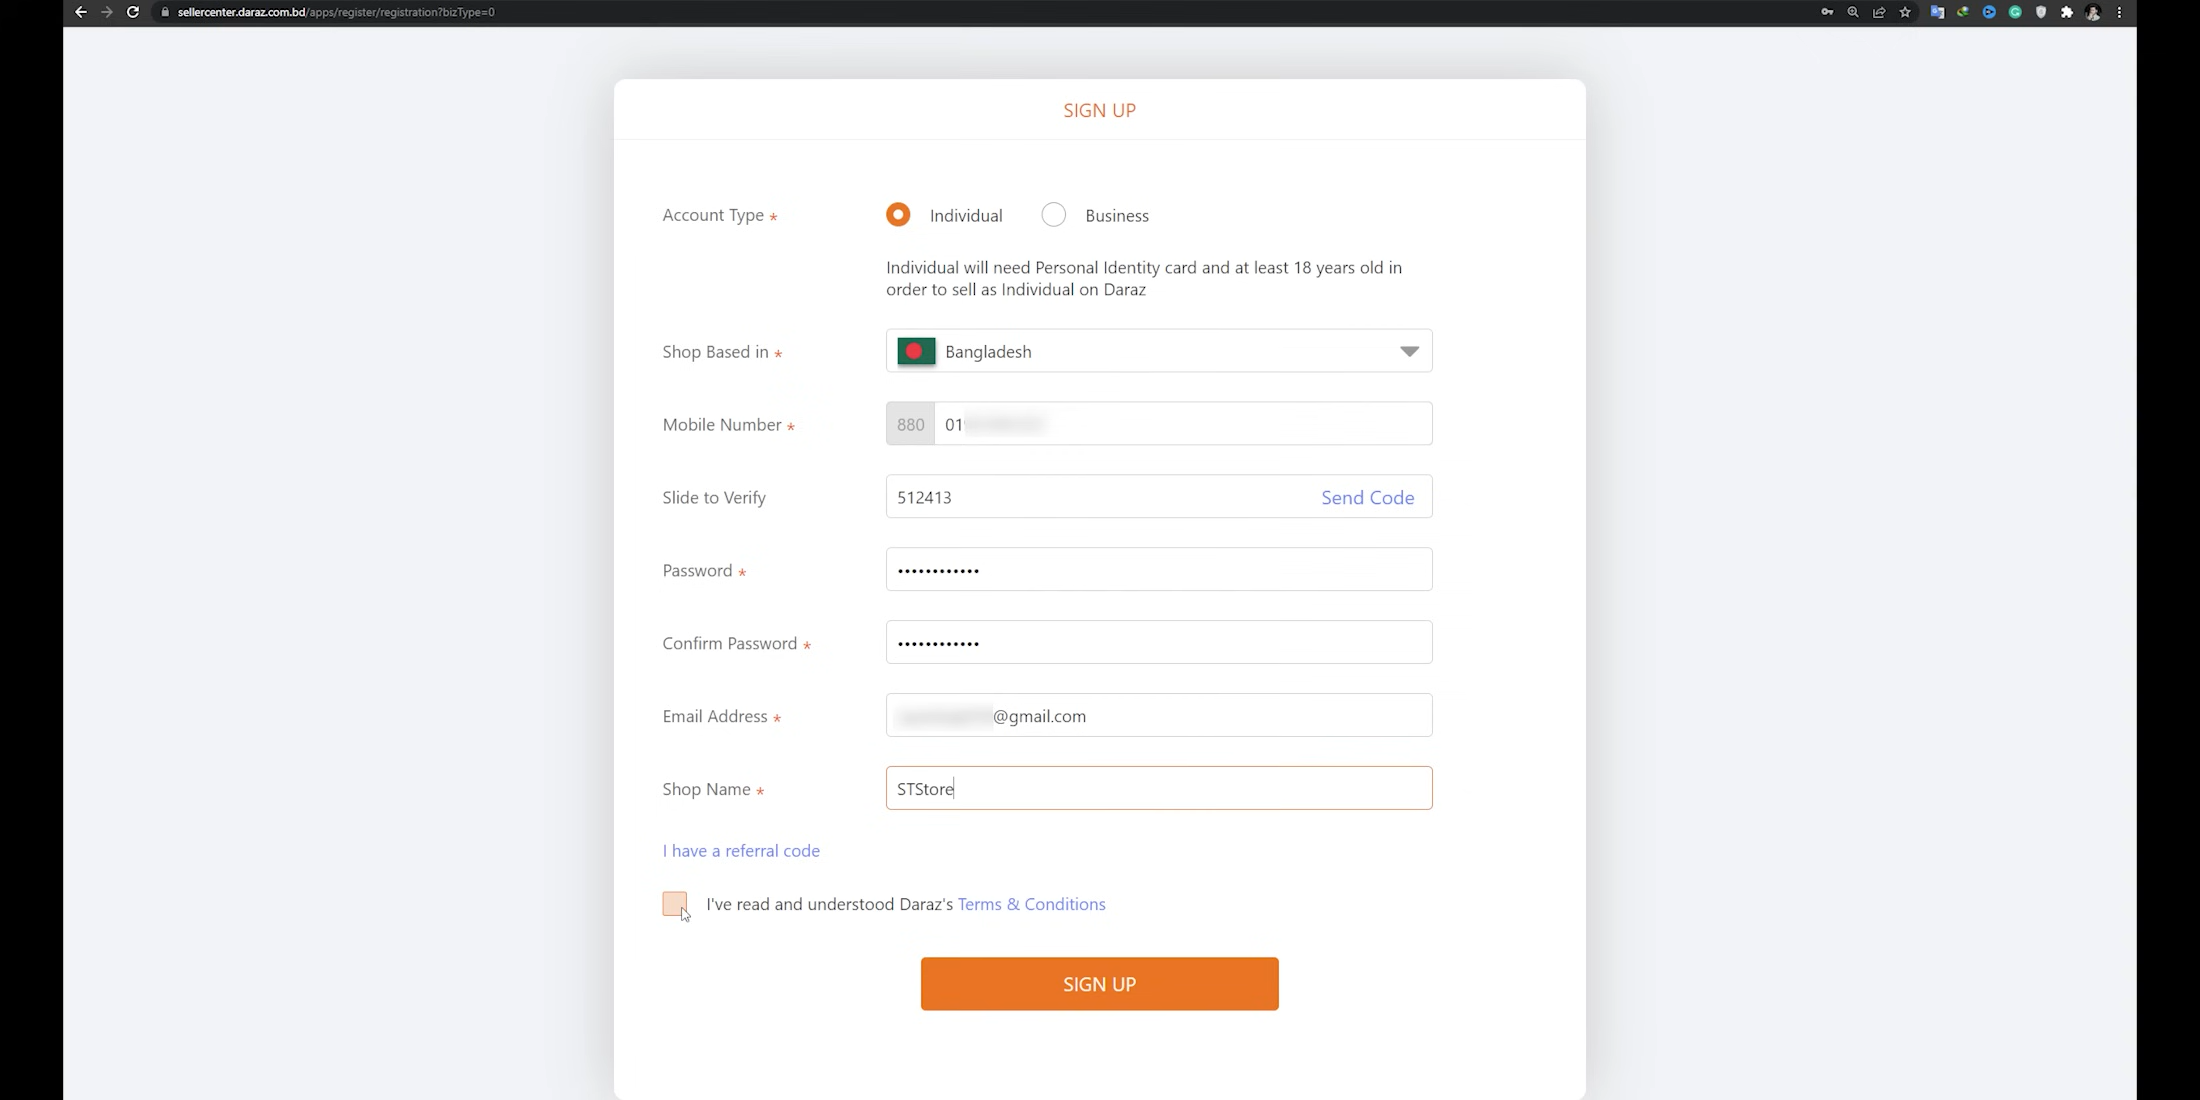 sellercenter.daraz.com.bd/apps/register/registration?bizType=0
SIGN UP
Account Type *
Individual
Business
Individual will need Personal Identity card and at least 18 years old in
order to sell as Individual on Daraz
Shop Based in *
Bangladesh
Mobile Number *
880
01
Slide to Verify
512413
Send Code
Password *
••••••••••••
Confirm Password *
••••••••••••
Email Address *
@gmail.com
Shop Name *
STStore
I have a referral code
I've read and understood Daraz's Terms & Conditions
SIGN UP